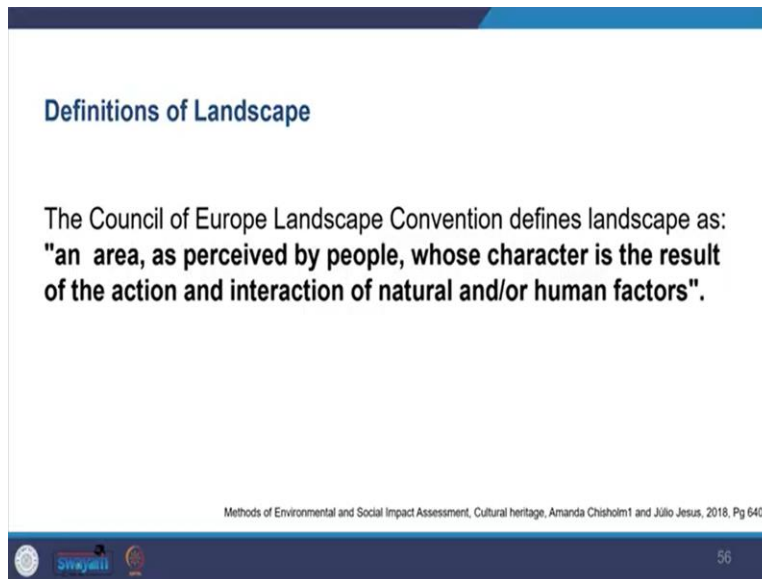 Definitions of Landscape
The Council of Europe Landscape Convention defines landscape as:
"an area, as perceived by people, whose character is the result
of the action and interaction of natural and/or human factors".
Methods of Environmental and Social Impact Assessment, Cultural heritage, Amanda Chisholm1 and Júlio Jesus, 2018, Pg 640
swayam
56